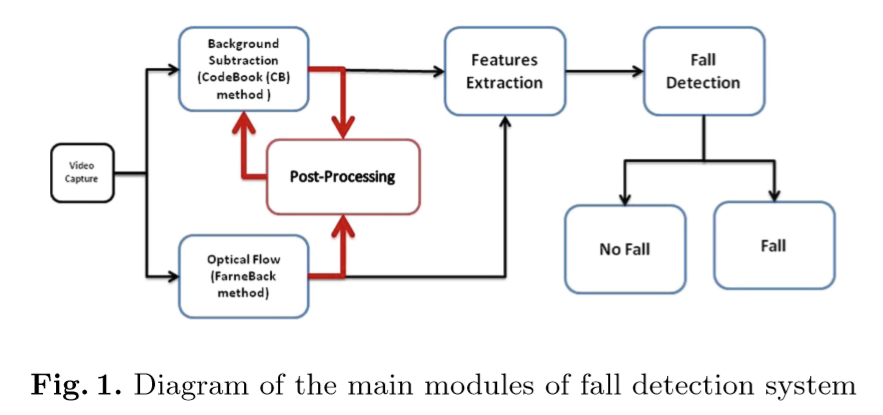 Background
Subtraction
(CodeBook (CB)
method )
Features
Extraction
Fall
Detection
Video
Capture
Post-Processing
Optical Flow
(FarneBack
method)
No Fall
Fall
Fig. 1. Diagram of the main modules of fall detection system